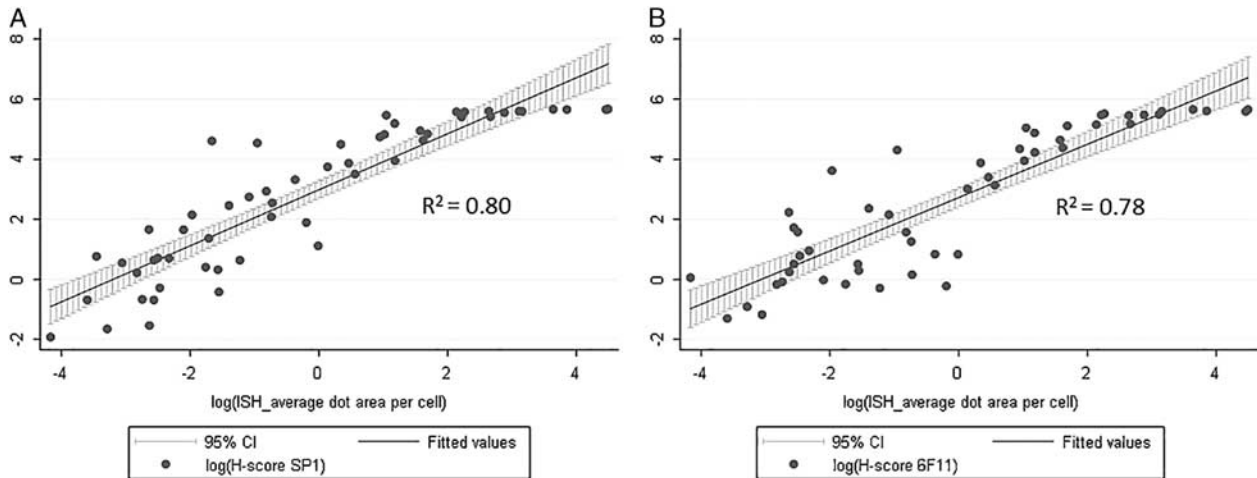 A
8
6
4
2
0
-2
-4
-2
0
2
4
R² = 0.80
log(ISH_average dot area per cell)
95% CI
Fitted values
log(H-score SP1)
B
8
6
4
2
0
-2
-4
-2
0
2
4
R² = 0.78
log(ISH_average dot area per cell)
95% CI
Fitted values
log(H-score 6F11)